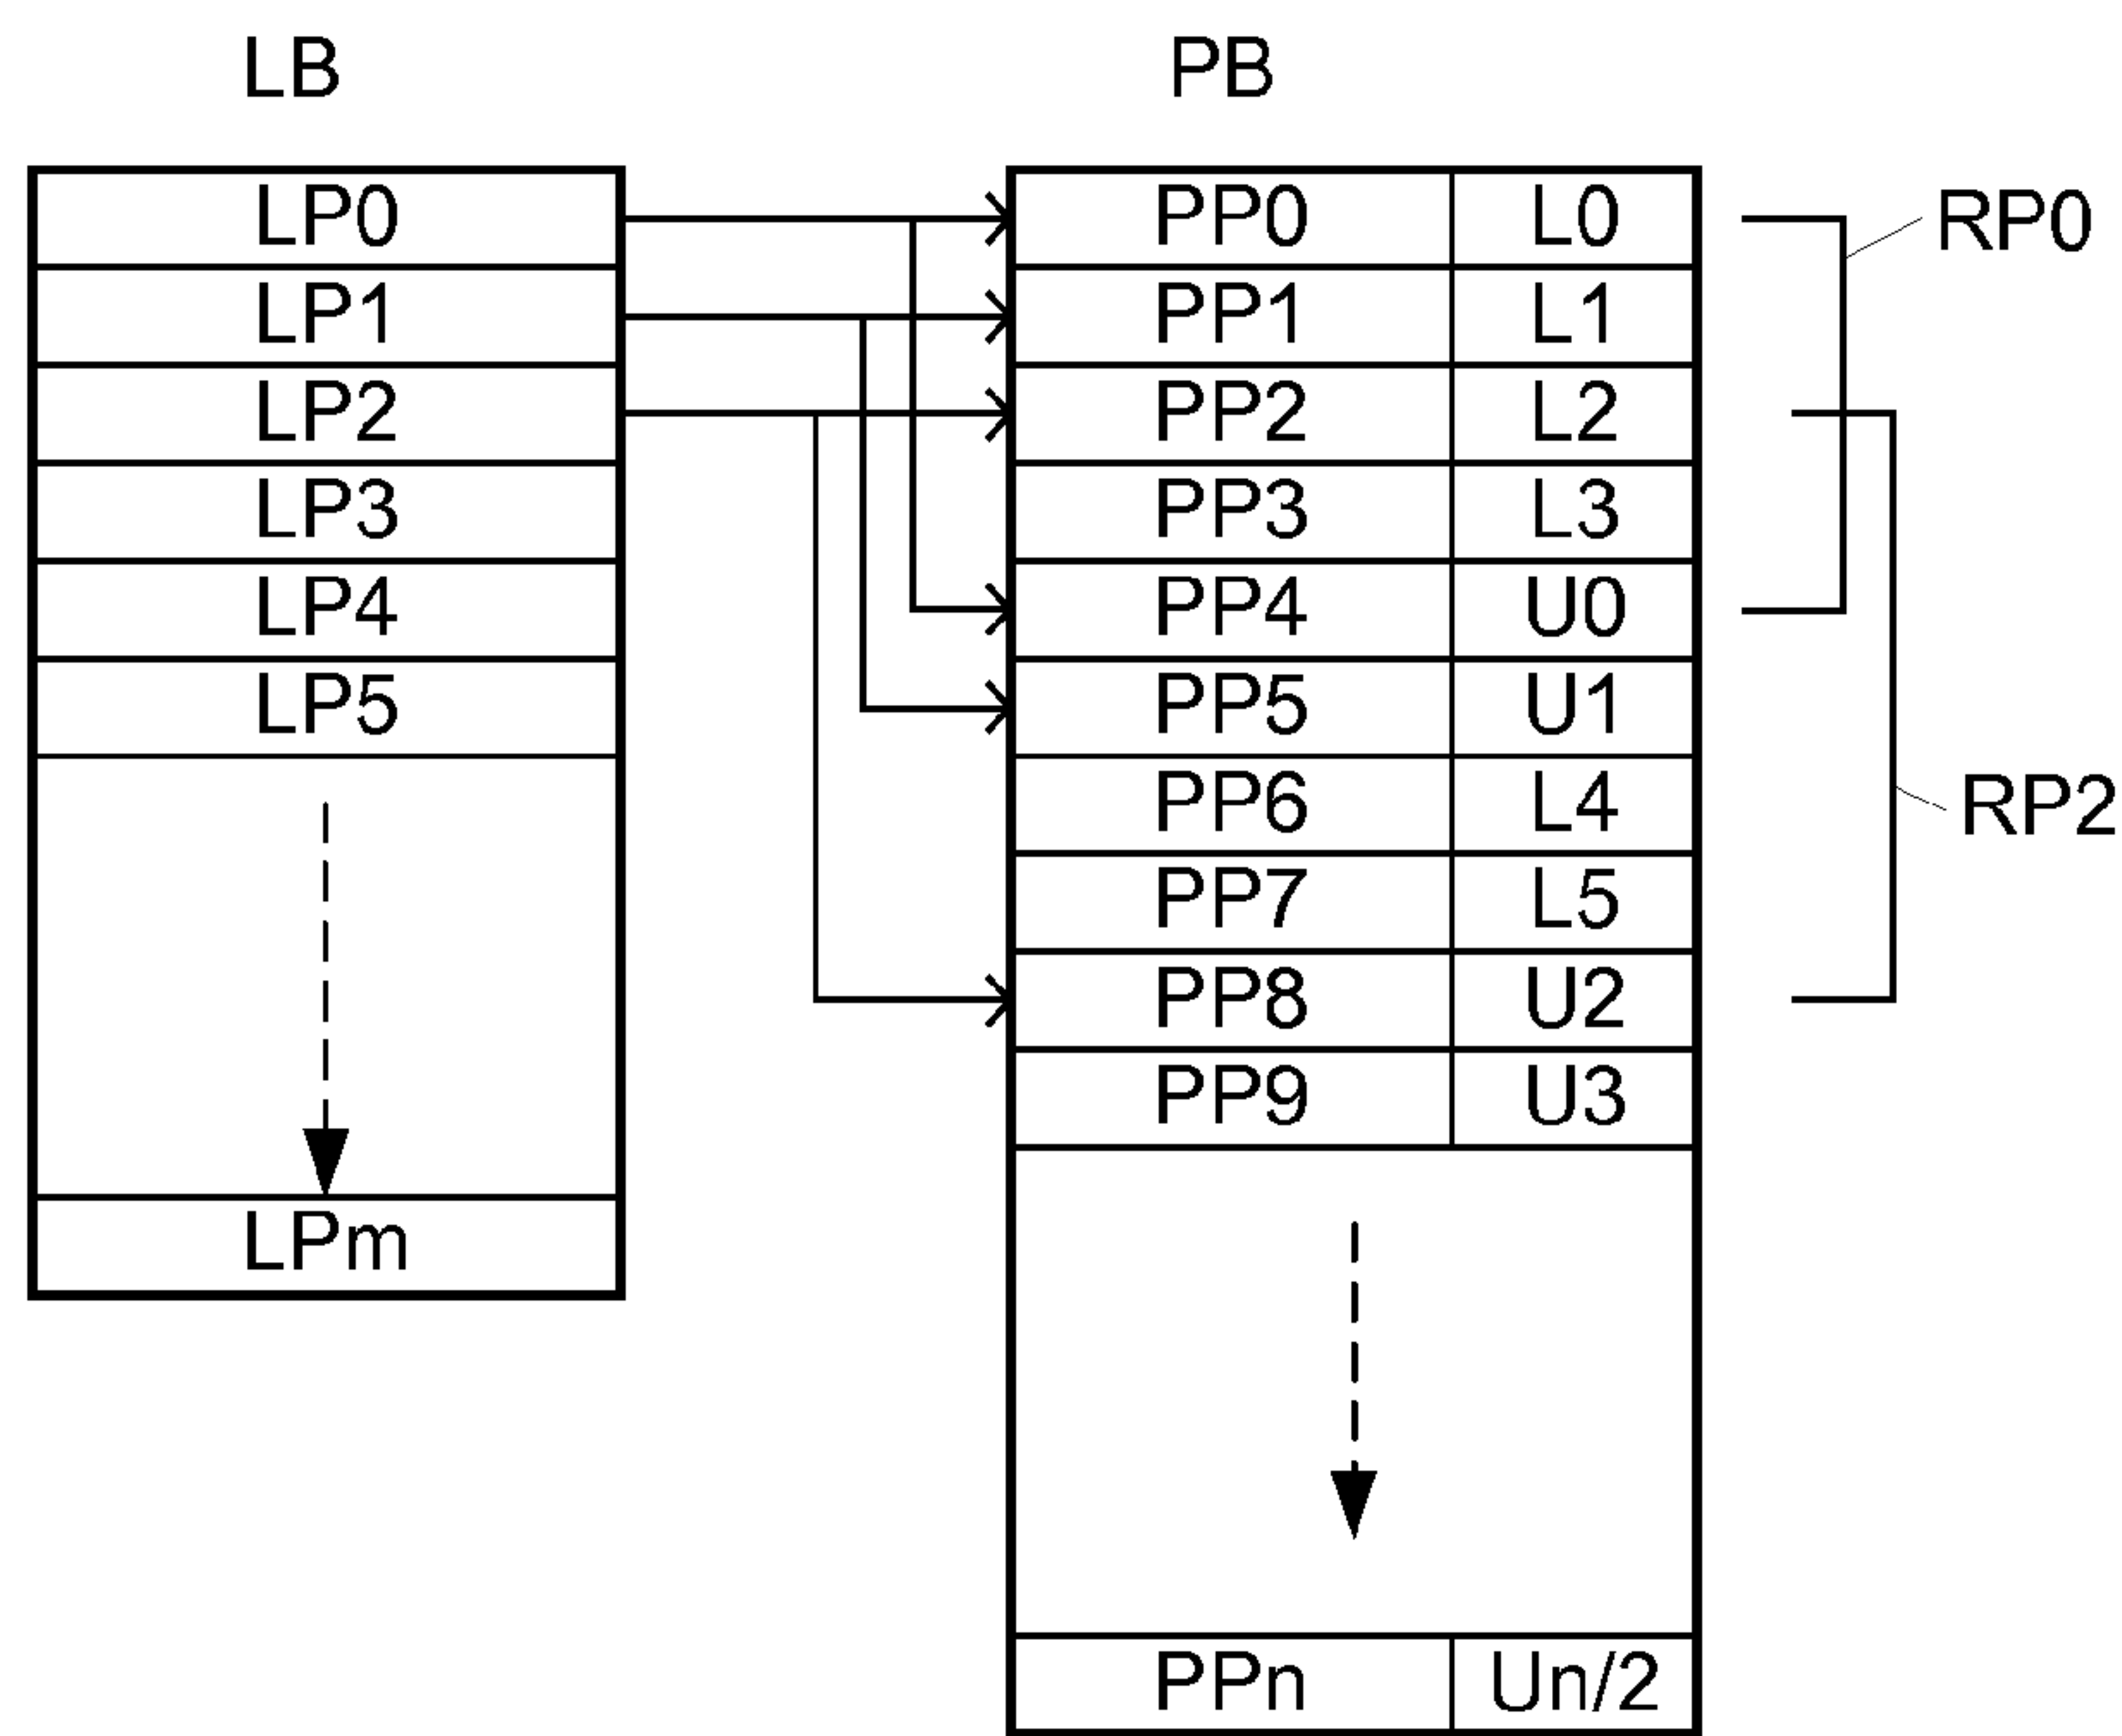 LB PB
LP0 PP0 L0 RP0
LP1 PP1 L1
LP2 PP2 L2
LP3 PP3 L3
LP4 PP4 U0
LP5 PP5 U1
PP6 L4 RP2
PP7 L5
PP8 U2
PP9 U3
LPm
PPn Un/2